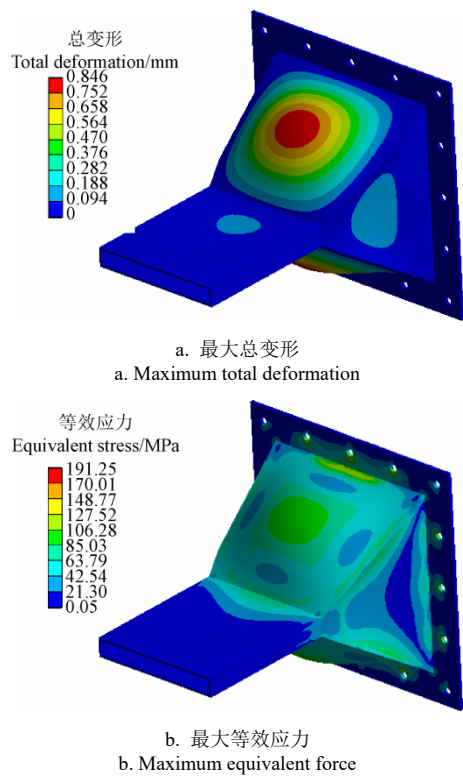 总变形
Total deformation/mm
0.846
0.752
0.658
0.564
0.470
0.376
0.282
0.188
0.094
0
a. 最大总变形
a. Maximum total deformation
等效应力
Equivalent stress/MPa
191.25
170.01
148.77
127.52
106.28
85.03
63.79
42.54
21.30
0.05
b. 最大等效应力
b. Maximum equivalent force